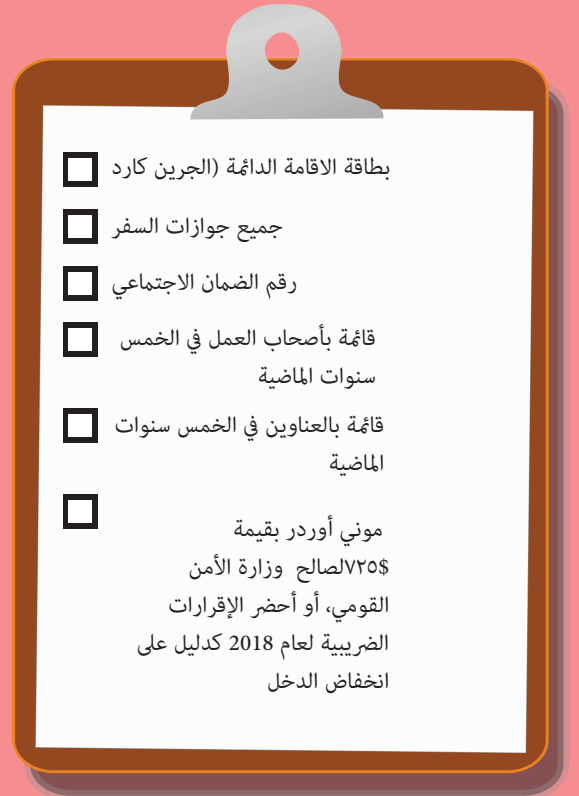 بطاقة الاقامة الدائمة (الجرين كارد
جميع جوازات السفر
رقم الضمان الاجتماعي
قائمة بأصحاب العمل في الخمس
سنوات الماضية
قائمة بالعناوين في الخمس سنوات
الماضية
موني أوردر بقيمة
$٧٢٥لصالح وزارة الأمن
القومي، أو أحضر الإقرارات
الضريبية لعام 2018 كدليل على
انخفاض الدخل